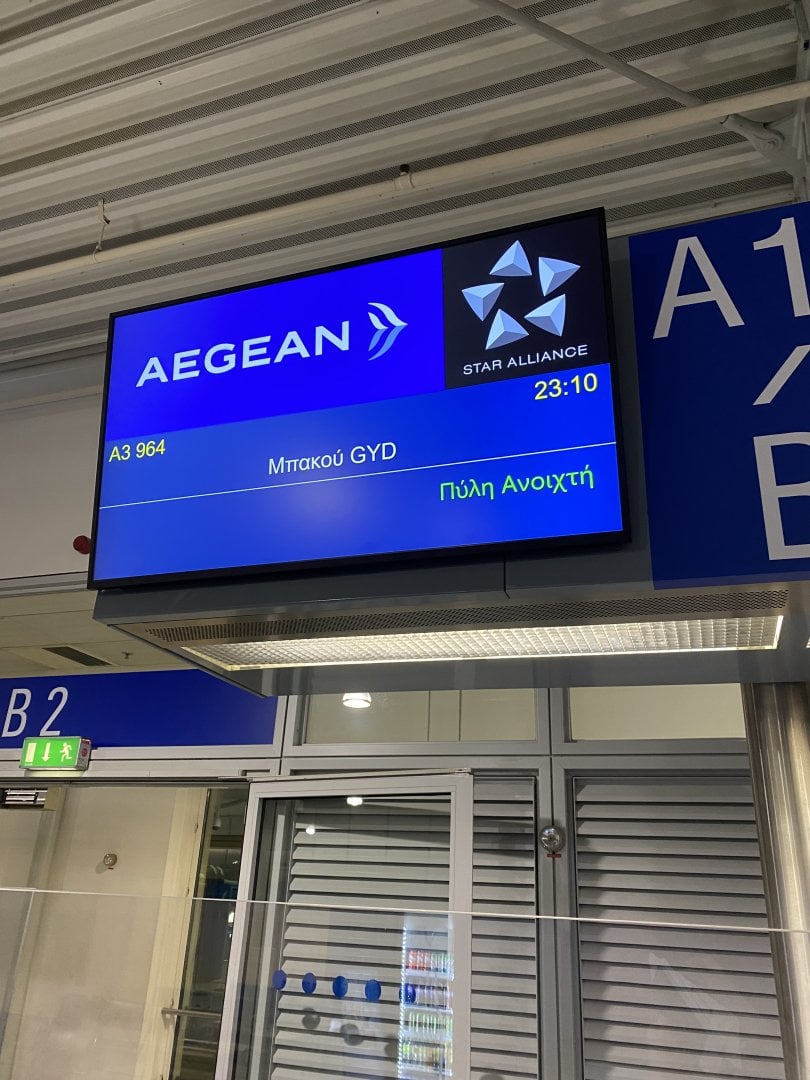 AEGEAN
STAR ALLIANCE
A3 964
23:10
Μπακού GYD
Πύλη Ανοιχτή
A1
B
B2